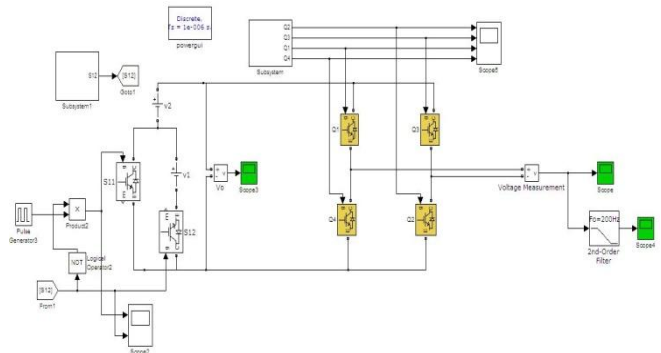 Discrete,
Ts = 1e-006 s.
powergui
Q2
Q3
Q1
Q4
Subsystem
Scope5
S12
Subsystem1
[S12]
Goto1
v2
v1
S11
S12
Pulse
Generator3
X
Product2
NOT
Logical
Operator2
[S12]
From1
Scope2
Vo
Scope3
Q1
Q3
Q4
Q2
Voltage Measurement
Scope
Fo=200Hz
2nd-Order
Filter
Scope4